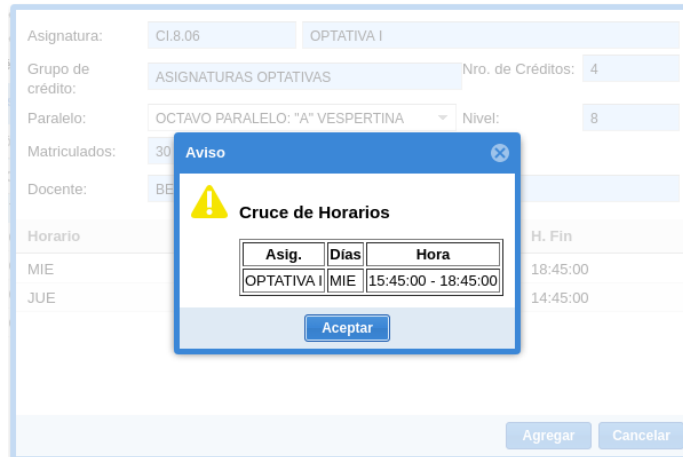 Asignatura: CI.8.06 OPTATIVA I
Grupo de crédito: ASIGNATURAS OPTATIVAS Nro. de Créditos: 4
Paralelo: OCTAVO PARALELO: "A" VESPERTINA Nivel: 8
Matriculados: 30
Docente: BE
Aviso
Cruce de Horarios
Asig. Días Hora
OPTATIVA I MIE 15:45:00 - 18:45:00
Aceptar
Horario H. Fin
MIE 18:45:00
JUE 14:45:00
Agregar Cancelar